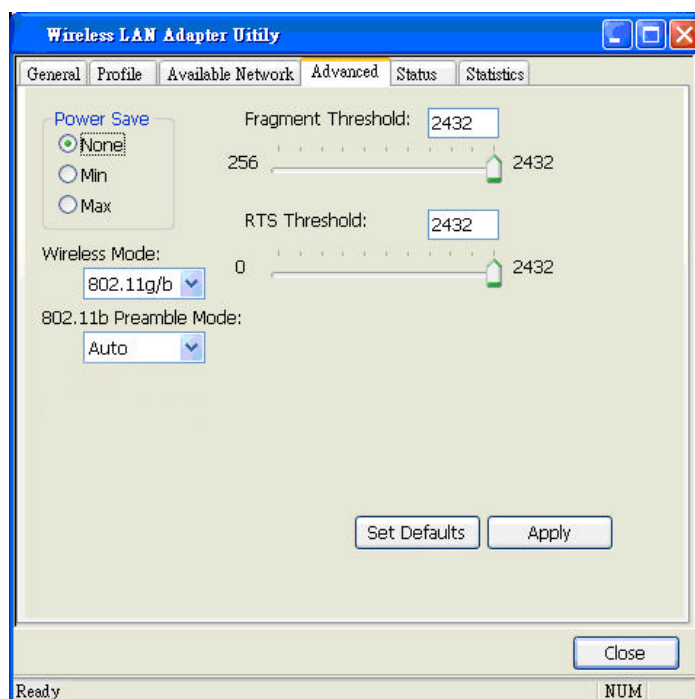 Wireless LAN Adapter Uitily
General Profile Available Network Advanced Status Statistics
Power Save
None
Min
Max
Fragment Threshold: 2432
256 2432
RTS Threshold: 2432
0 2432
Wireless Mode:
802.11g/b
802.11b Preamble Mode:
Auto
Set Defaults Apply
Close
Ready NUM